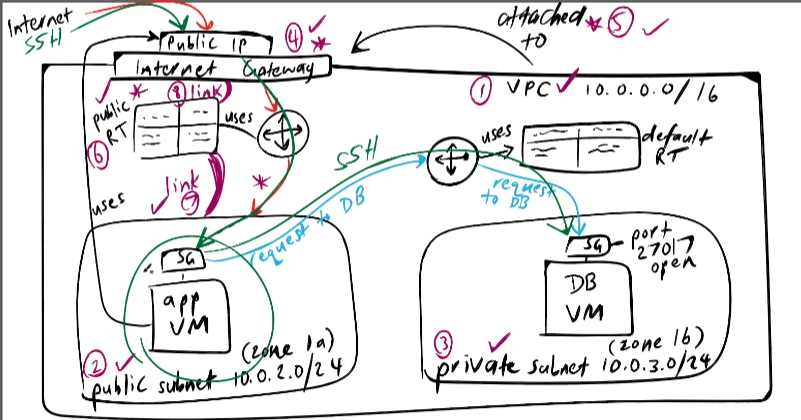 Internet
SSH
public IP
④ *
attached * ⑤
to
Internet Gateway
① VPC 10.0.0.0/16
* ⑧ link
public
RT
⑥
uses
link
⑦
*
SSH
uses
default
RT
request
to DB
request to DB
uses
SG
app
VM
(zone 1a)
② public subnet 10.0.2.0/24
SG
port
27017
open
DB
VM
(zone 1b)
③ private subnet 10.0.3.0/24